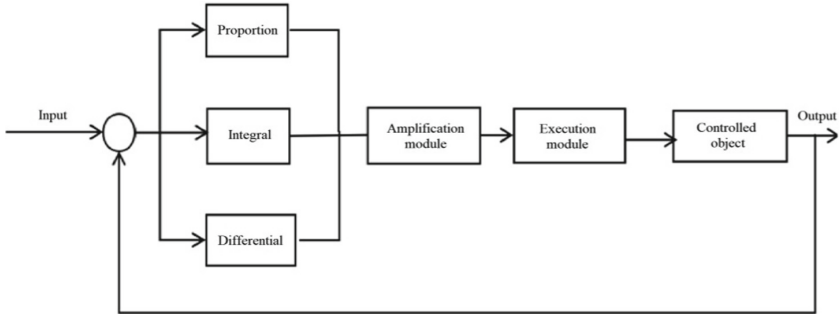 Proportion
Input
Integral
Amplification
module
Execution
module
Controlled
object
Output
Differential